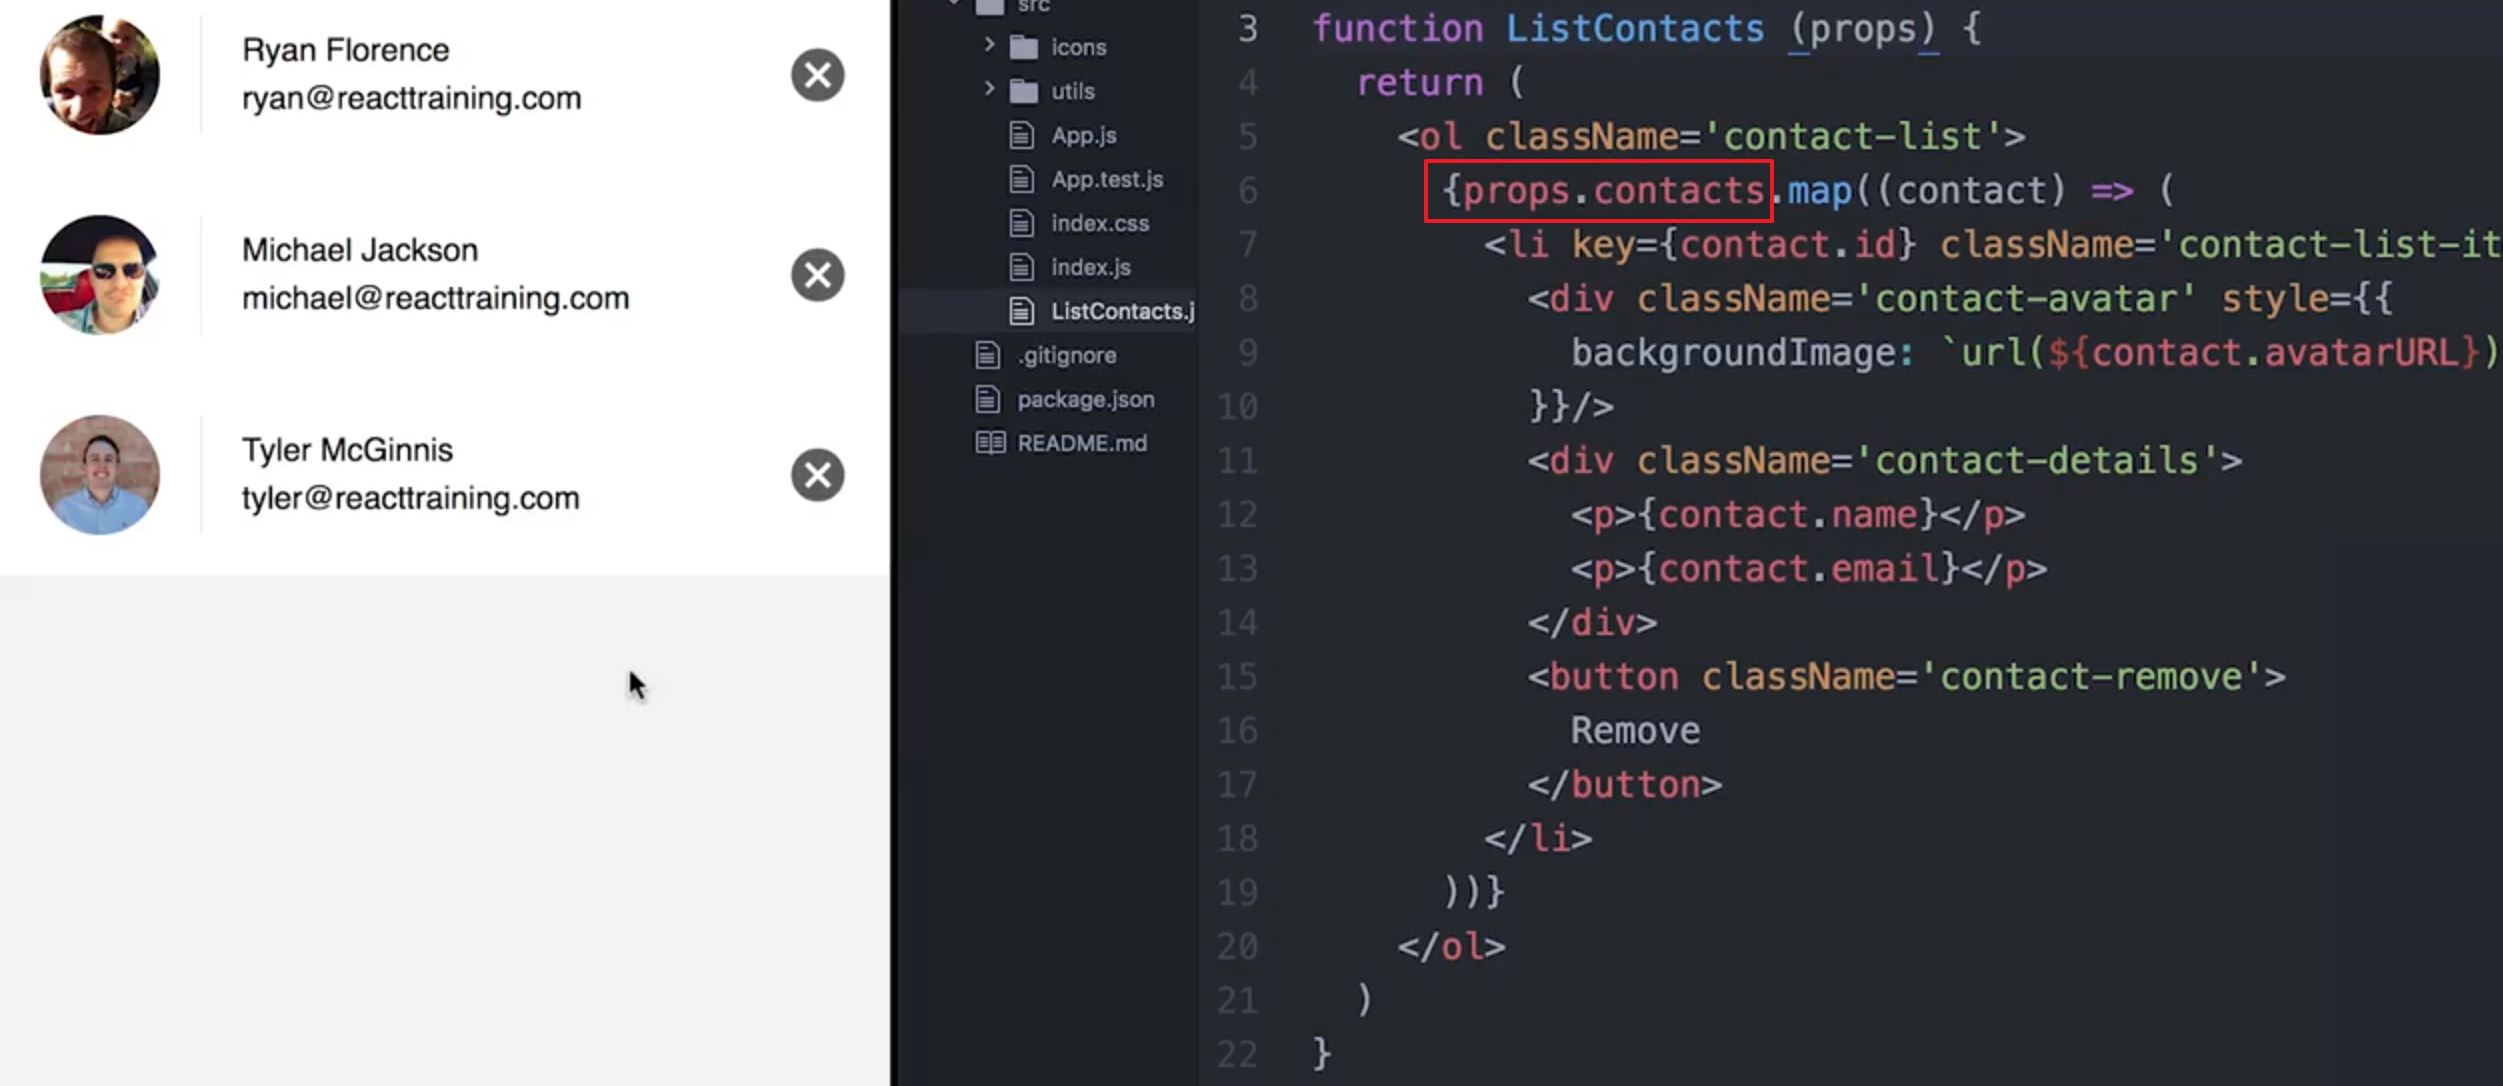 Ryan Florence
ryan@reacttraining.com
Michael Jackson
michael@reacttraining.com
Tyler McGinnis
tyler@reacttraining.com
src
icons
utils
App.js
App.test.js
index.css
index.js
ListContacts.j
.gitignore
package.json
README.md
3 function ListContacts (props) {
4 return (
5 <ol className='contact-list'>
6 {props.contacts.map((contact) => (
7 <li key={contact.id} className='contact-list-it
8 <div className='contact-avatar' style={{
9 backgroundImage: `url(${contact.avatarURL})
10 }}/>
11 <div className='contact-details'>
12 <p>{contact.name}</p>
13 <p>{contact.email}</p>
14 </div>
15 <button className='contact-remove'>
16 Remove
17 </button>
18 </li>
19 ))}
20 </ol>
21 )
22 }